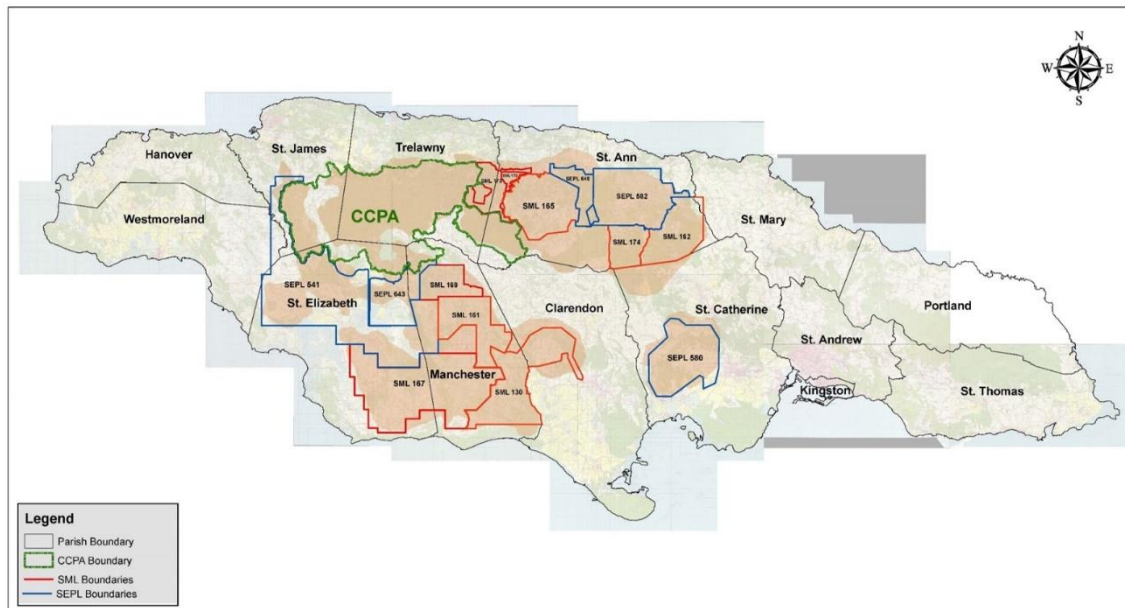 N
W E
S
Hanover
St. James
Trelawny
St. Ann
Westmoreland
CCPA
SML 165
SEPL 582
St. Mary
SML 174
SML 162
SEPL 541
St. Elizabeth
SEPL 643
SML 169
SML 161
Clarendon
St. Catherine
Portland
St. Andrew
SEPL 580
Manchester
SML 167
SML 130
Kingston
St. Thomas
Legend
Parish Boundary
CCPA Boundary
SML Boundaries
SEPL Boundaries